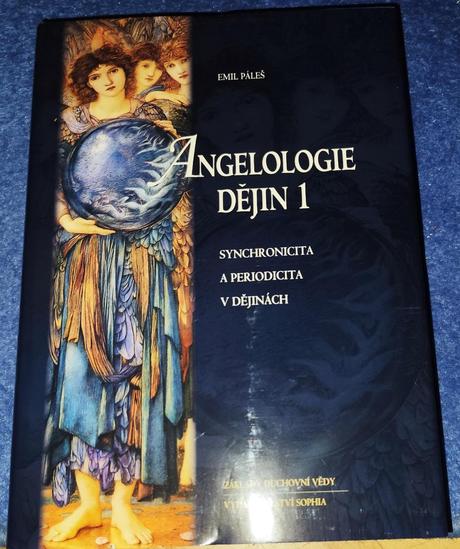 EMIL PÁLEŠ
ANGELOLOGIE
DĚJIN 1
SYNCHRONICITA
A PERIODICITA
V DĚJINÁCH
DUCHOVNÍ VĚDY
SOPHIA